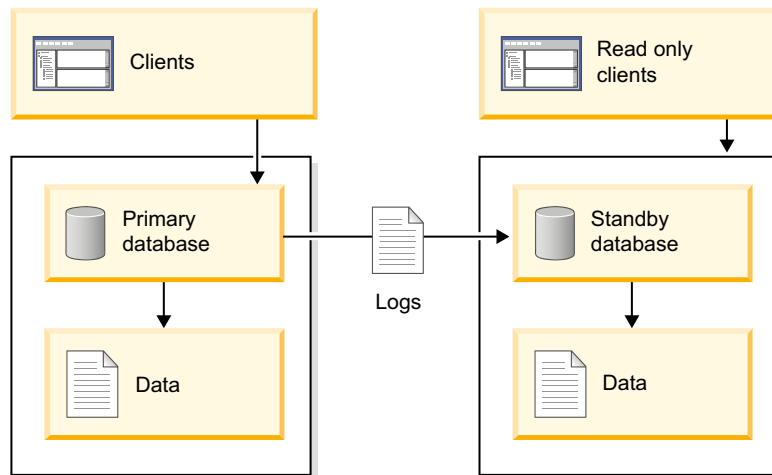 Clients
Read only
clients
Primary
database
Logs
Standby
database
Data
Data